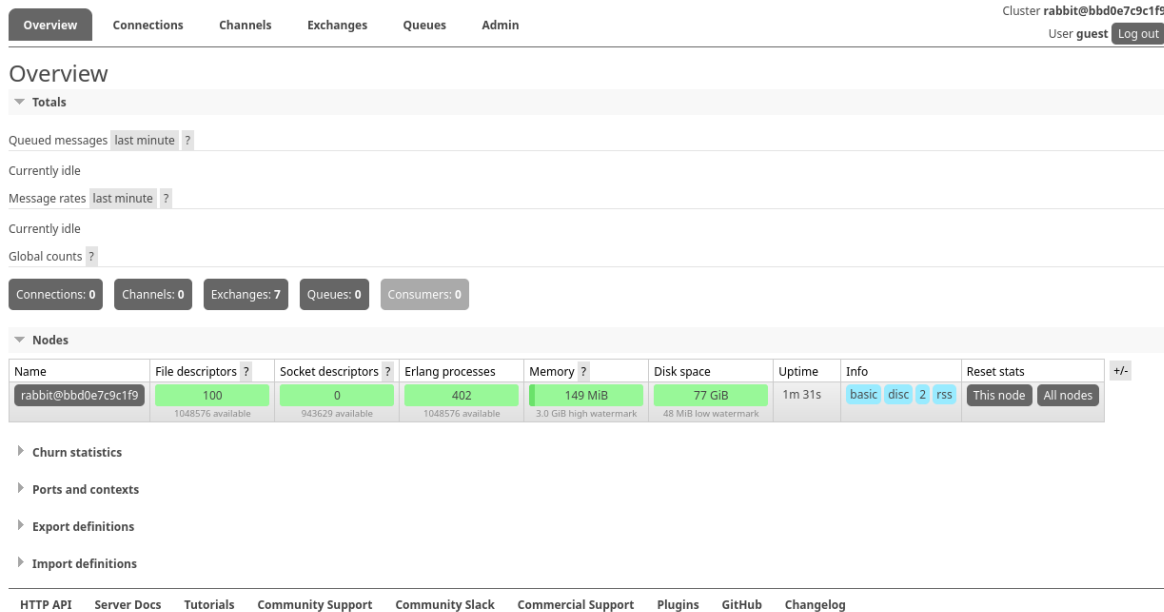 Overview Connections Channels Exchanges Queues Admin
Cluster rabbit@bbd0e7c9c1f9
User guest Log out
Overview
Totals
Queued messages last minute ?
Currently idle
Message rates last minute ?
Currently idle
Global counts ?
Connections: 0 Channels: 0 Exchanges: 7 Queues: 0 Consumers: 0
Nodes
Name File descriptors ? Socket descriptors ? Erlang processes Memory ? Disk space Uptime Info Reset stats +/-
rabbit@bbd0e7c9c1f9 100 0 402 149 MiB 77 GiB 1m 31s basic disc 2 rss This node All nodes
1048576 available 943629 available 1048576 available 3.0 GiB high watermark 48 MiB low watermark
Churn statistics
Ports and contexts
Export definitions
Import definitions
HTTP API Server Docs Tutorials Community Support Community Slack Commercial Support Plugins GitHub Changelog